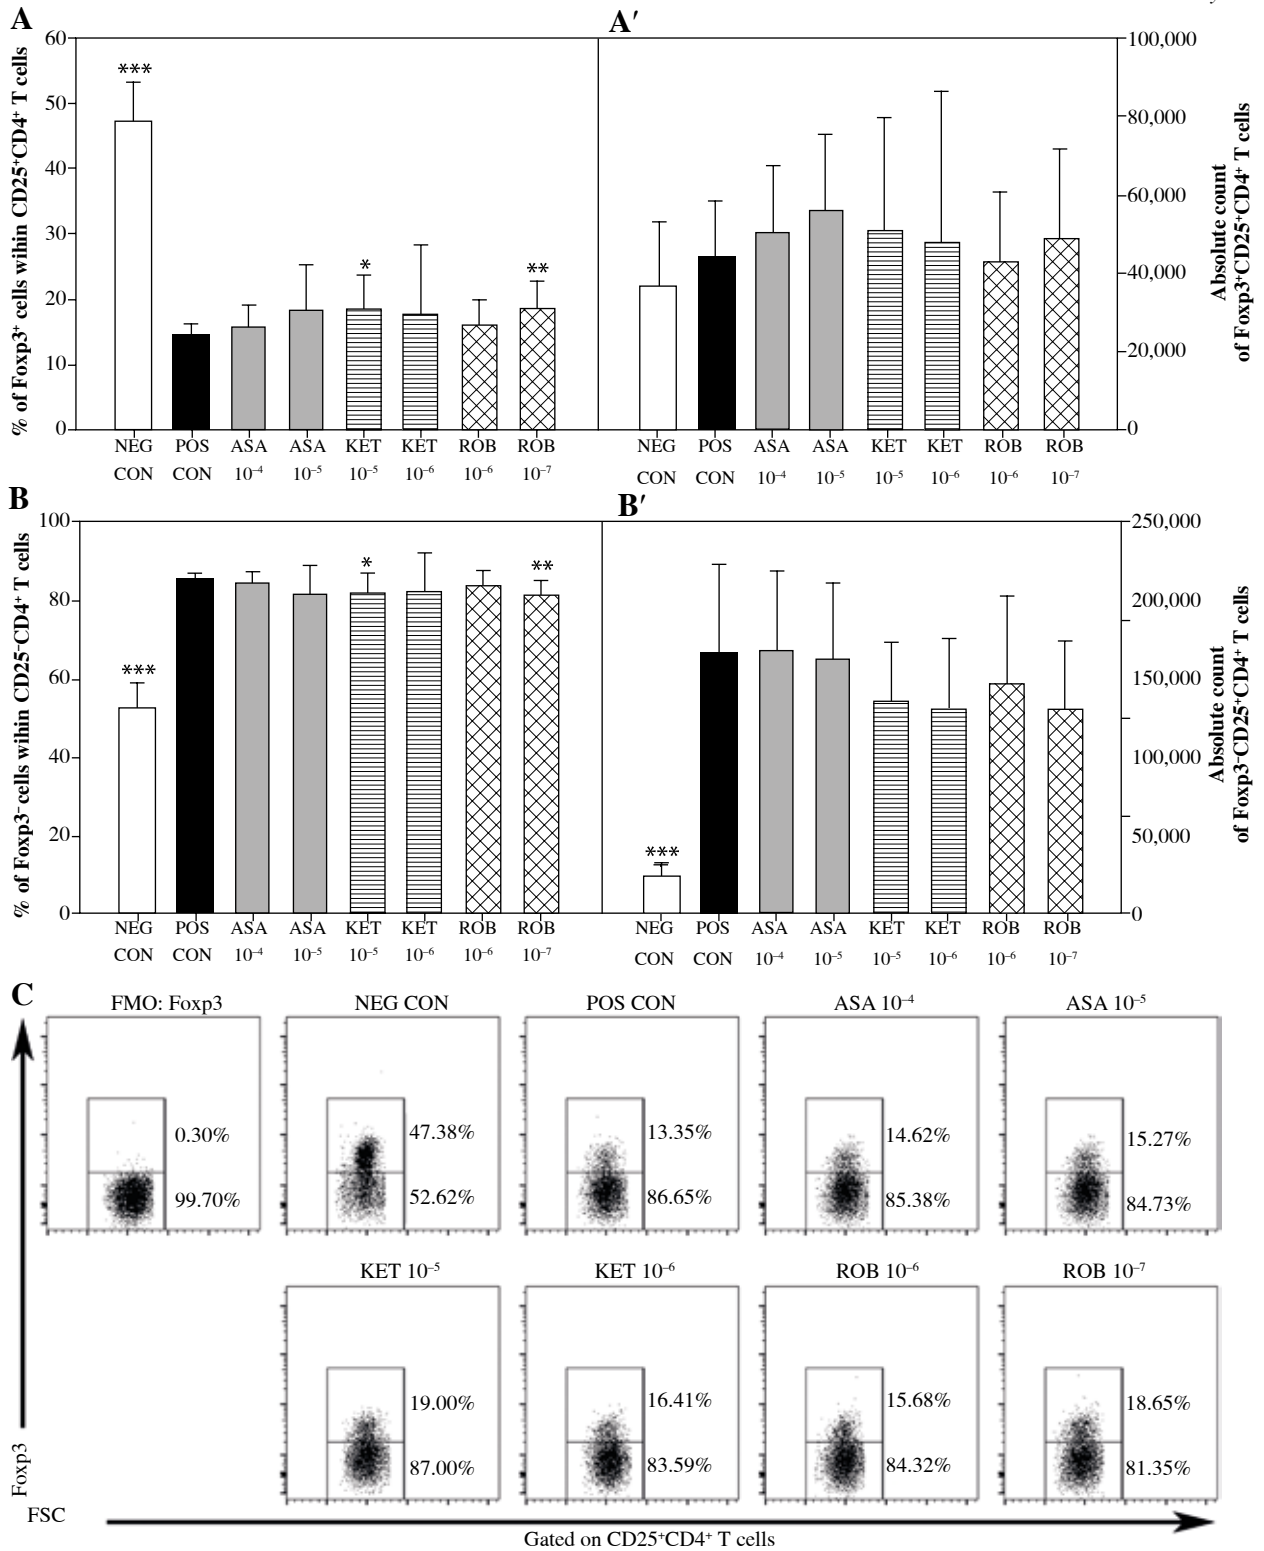 A
A′
% of Foxp3⁺ cells wihin CD25⁺CD4⁺ T cells
60
50
40
30
20
10
0
***
*
**
100,000
80,000
60,000
40,000
20,000
0
Absolute count
of Foxp3⁺CD25⁺CD4⁺ T cells
NEG POS ASA ASA KET KET ROB ROB
CON CON 10⁻⁴ 10⁻⁵ 10⁻⁵ 10⁻⁶ 10⁻⁶ 10⁻⁷
NEG POS ASA ASA KET KET ROB ROB
CON CON 10⁻⁴ 10⁻⁵ 10⁻⁵ 10⁻⁶ 10⁻⁶ 10⁻⁷
B
B′
% of Foxp3⁻ cells wihin CD25⁻CD4⁺ T cells
100
80
60
40
20
0
***
*
**
***
250,000
200,000
150,000
100,000
50,000
0
Absolute count
of Foxp3⁻CD25⁺CD4⁺ T cells
NEG POS ASA ASA KET KET ROB ROB
CON CON 10⁻⁴ 10⁻⁵ 10⁻⁵ 10⁻⁶ 10⁻⁶ 10⁻⁷
NEG POS ASA ASA KET KET ROB ROB
CON CON 10⁻⁴ 10⁻⁵ 10⁻⁵ 10⁻⁶ 10⁻⁶ 10⁻⁷
C
FMO: Foxp3 NEG CON POS CON ASA 10⁻⁴ ASA 10⁻⁵
0.30% 47.38% 13.35% 14.62% 15.27%
99.70% 52.62% 86.65% 85.38% 84.73%
KET 10⁻⁵ KET 10⁻⁶ ROB 10⁻⁶ ROB 10⁻⁷
19.00% 16.41% 15.68% 18.65%
87.00% 83.59% 84.32% 81.35%
Foxp3
FSC
Gated on CD25⁺CD4⁺ T cells